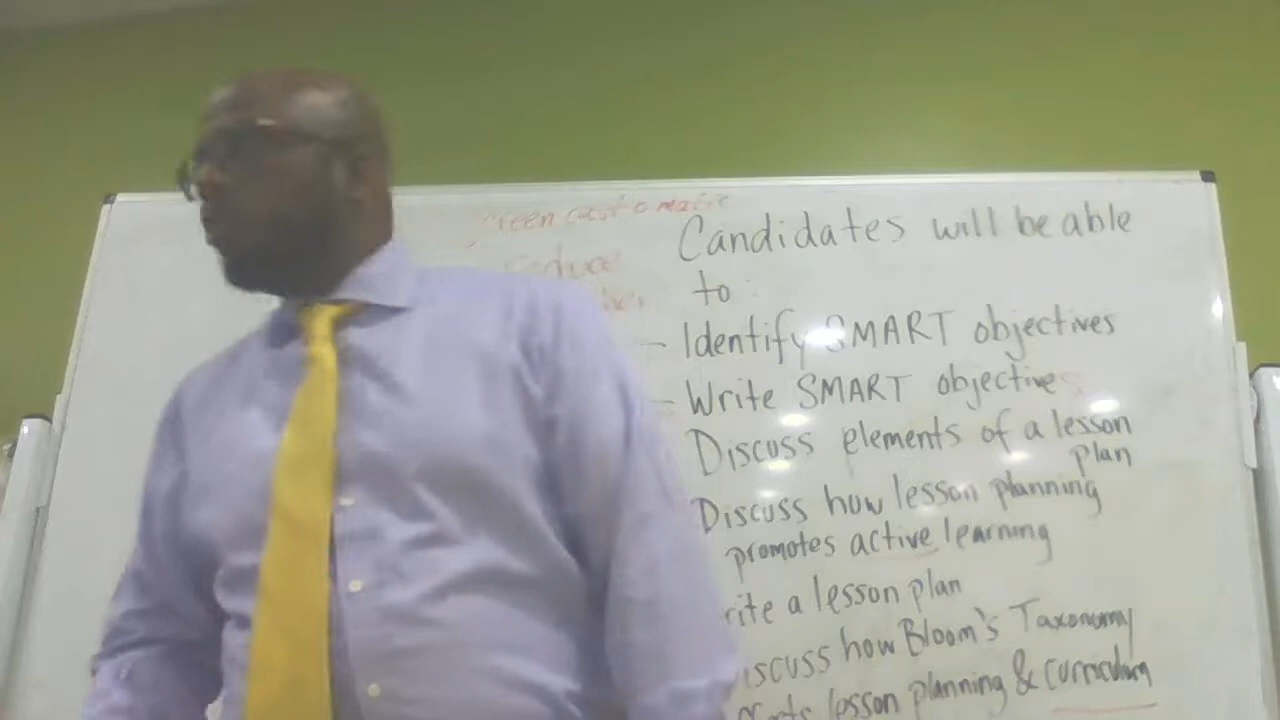 Candidates will be able
to:
- Identify SMART objectives
- Write SMART objective
Discuss elements of a lesson
plan
Discuss how lesson planning
promotes active learning
rite a lesson plan
iscuss how Bloom's Taxonomy
lesson planning & curriculum